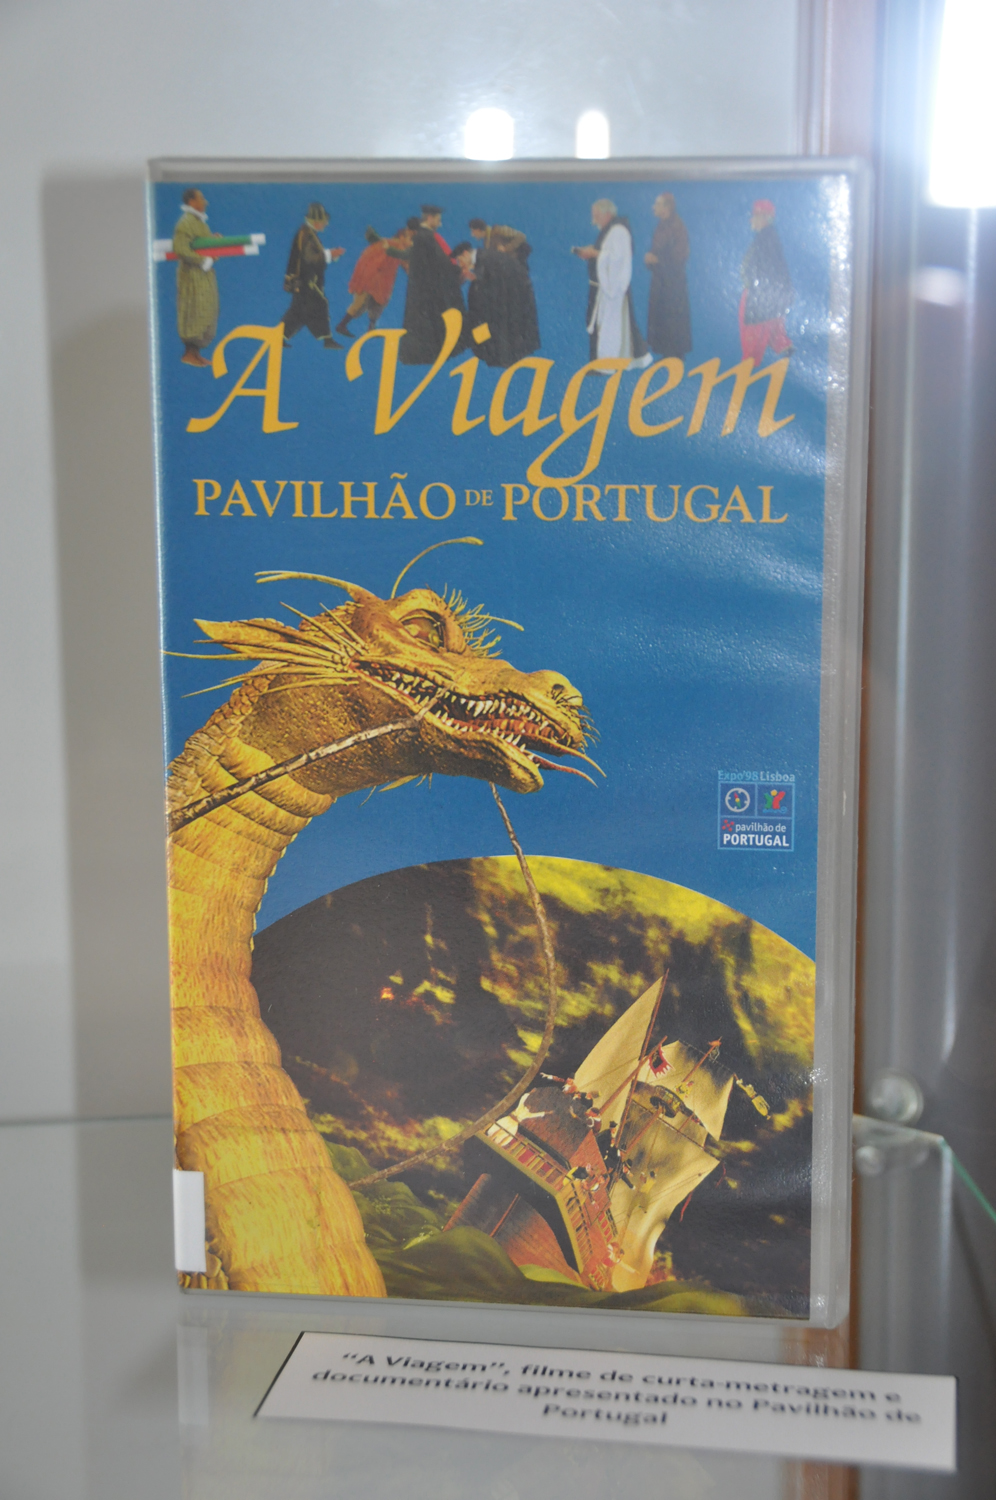 A Viagem
PAVILHÃO DE PORTUGAL
Expo'98 Lisboa
pavilhão de
PORTUGAL
“A Viagem”, filme de curta-metragem e
documentário apresentado no Pavilhão de
Portugal